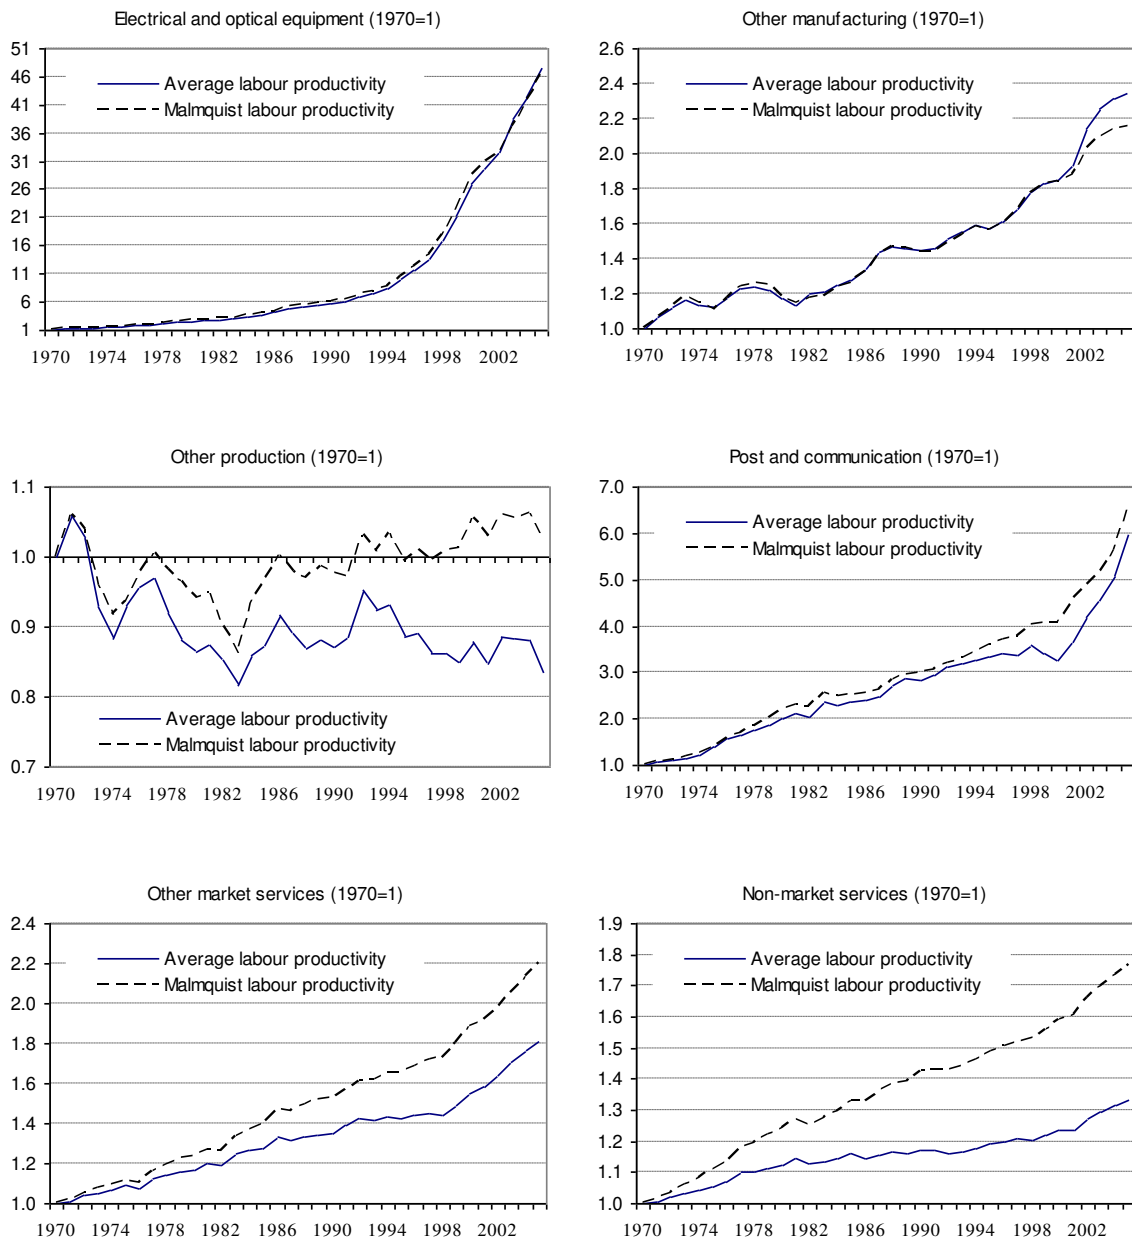 Electrical and optical equipment (1970=1)
51
46
41
36
31
26
21
16
11
6
1
Average labour productivity
Malmquist labour productivity
1970 1974 1978 1982 1986 1990 1994 1998 2002
Other manufacturing (1970=1)
2.6
2.4
2.2
2.0
1.8
1.6
1.4
1.2
1.0
Average labour productivity
Malmquist labour productivity
1970 1974 1978 1982 1986 1990 1994 1998 2002
Other production (1970=1)
1.1
1.0
0.9
0.8
0.7
Average labour productivity
Malmquist labour productivity
1970 1974 1978 1982 1986 1990 1994 1998 2002
Post and communication (1970=1)
7.0
6.0
5.0
4.0
3.0
2.0
1.0
Average labour productivity
Malmquist labour productivity
1970 1974 1978 1982 1986 1990 1994 1998 2002
Other market services (1970=1)
2.4
2.2
2.0
1.8
1.6
1.4
1.2
1.0
Average labour productivity
Malmquist labour productivity
1970 1974 1978 1982 1986 1990 1994 1998 2002
Non-market services (1970=1)
1.9
1.8
1.7
1.6
1.5
1.4
1.3
1.2
1.1
1.0
Average labour productivity
Malmquist labour productivity
1970 1974 1978 1982 1986 1990 1994 1998 2002